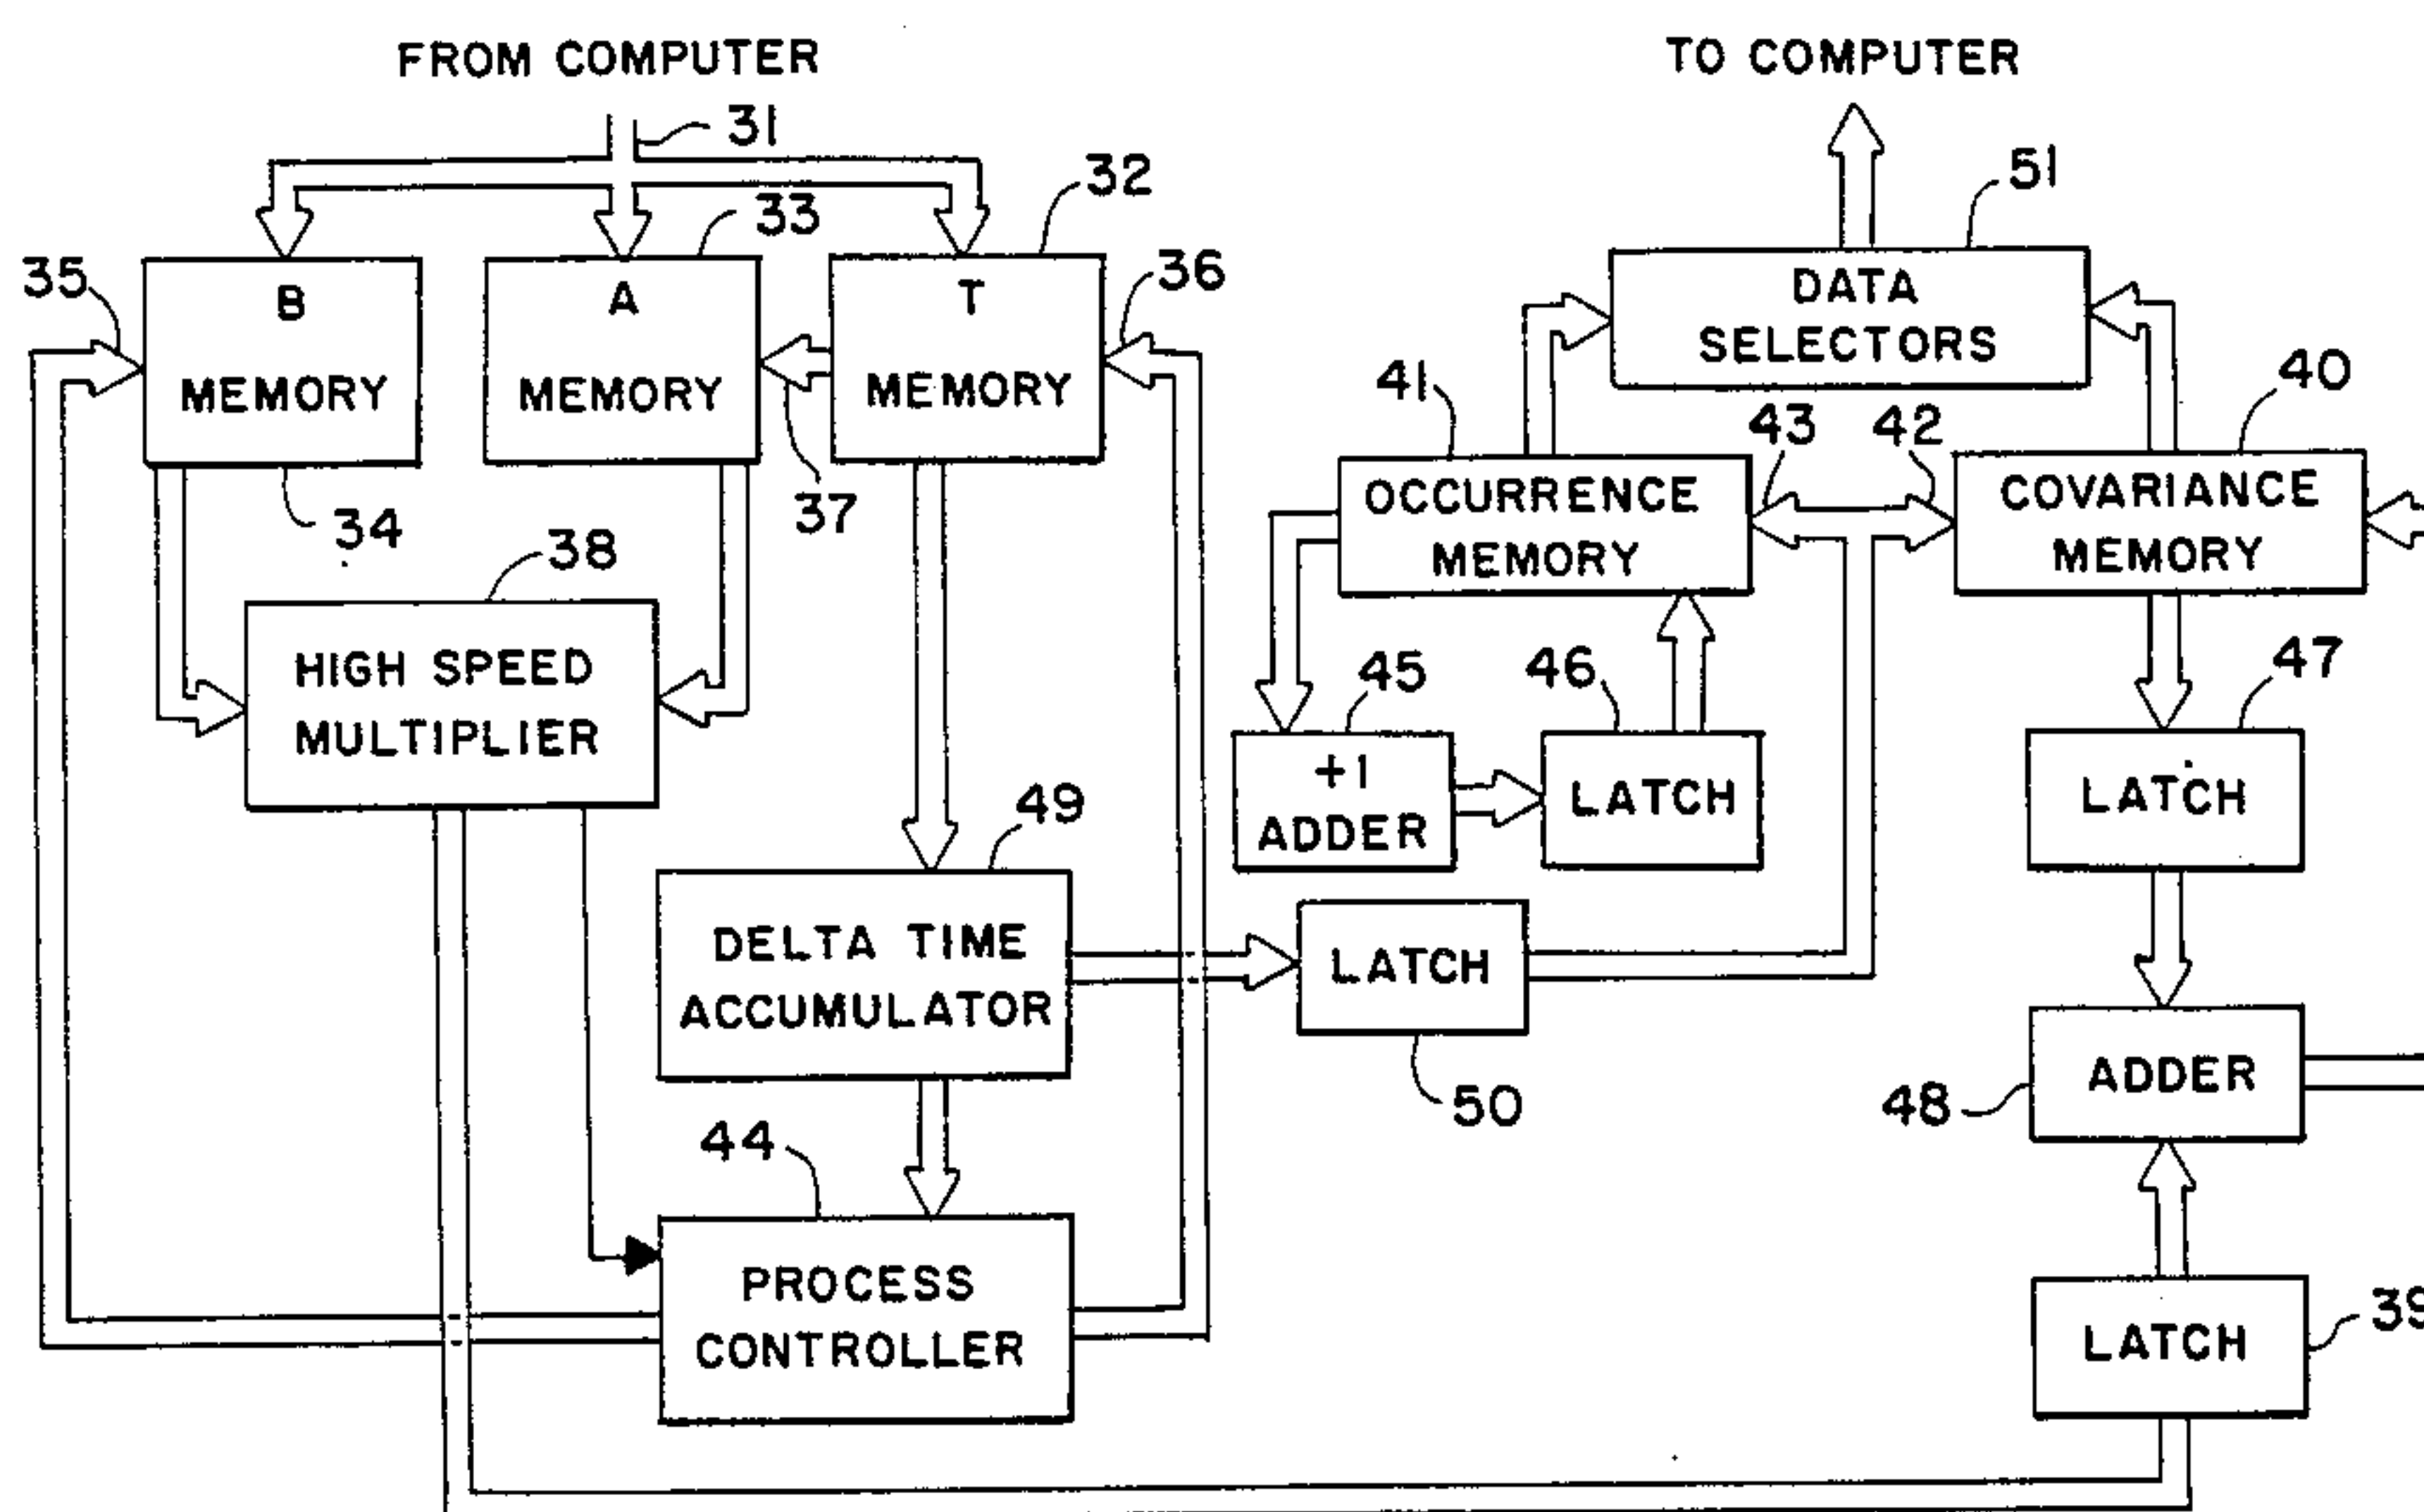 FROM COMPUTER
TO COMPUTER
31
32
33
51
35
B
MEMORY
A
MEMORY
T
MEMORY
36
DATA
SELECTORS
41
43
42
40
37
34
OCCURRENCE
MEMORY
COVARIANCE
MEMORY
38
HIGH SPEED
MULTIPLIER
45
46
47
+1
ADDER
LATCH
LATCH
49
DELTA TIME
ACCUMULATOR
LATCH
50
48
ADDER
44
PROCESS
CONTROLLER
LATCH
39